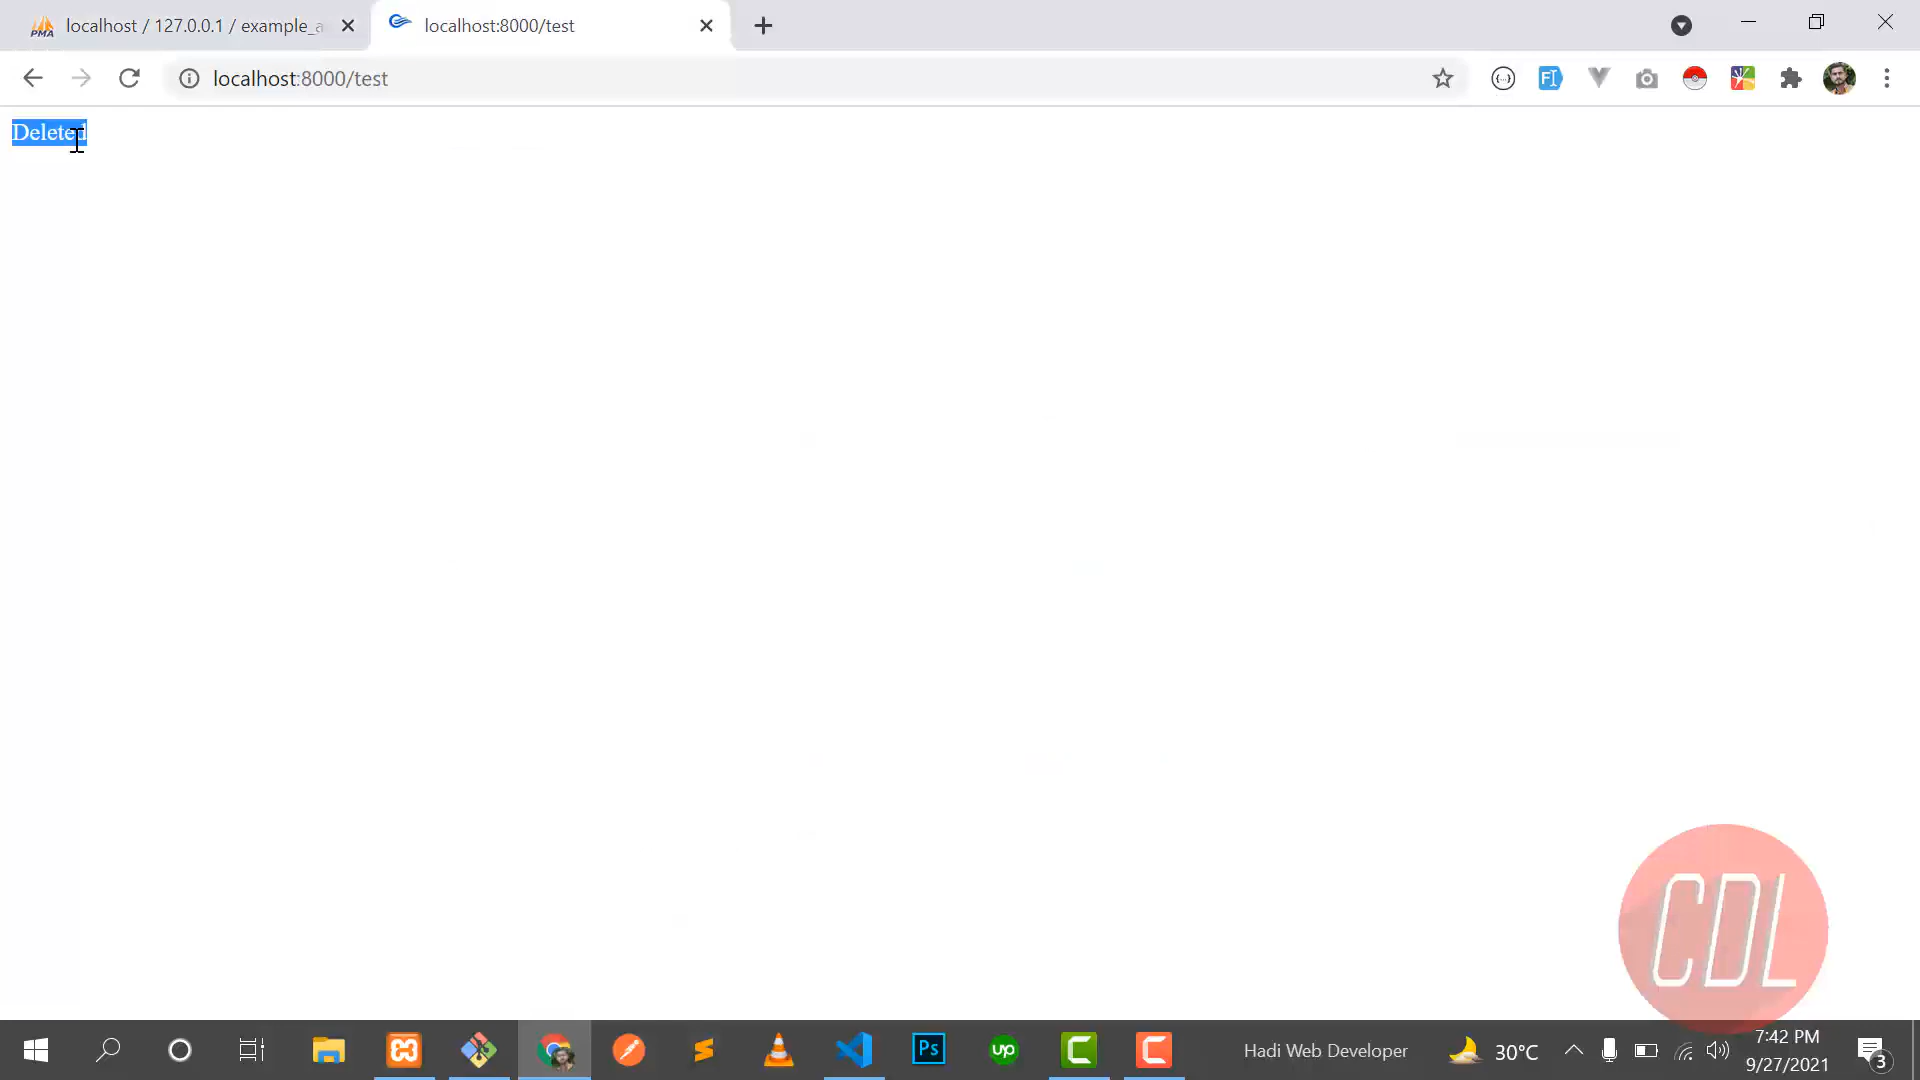 localhost / 127.0.0.1 / example_a
localhost:8000/test
localhost:8000/test
Deleted
CDL
Hadi Web Developer
30°C
7:42 PM
9/27/2021
3